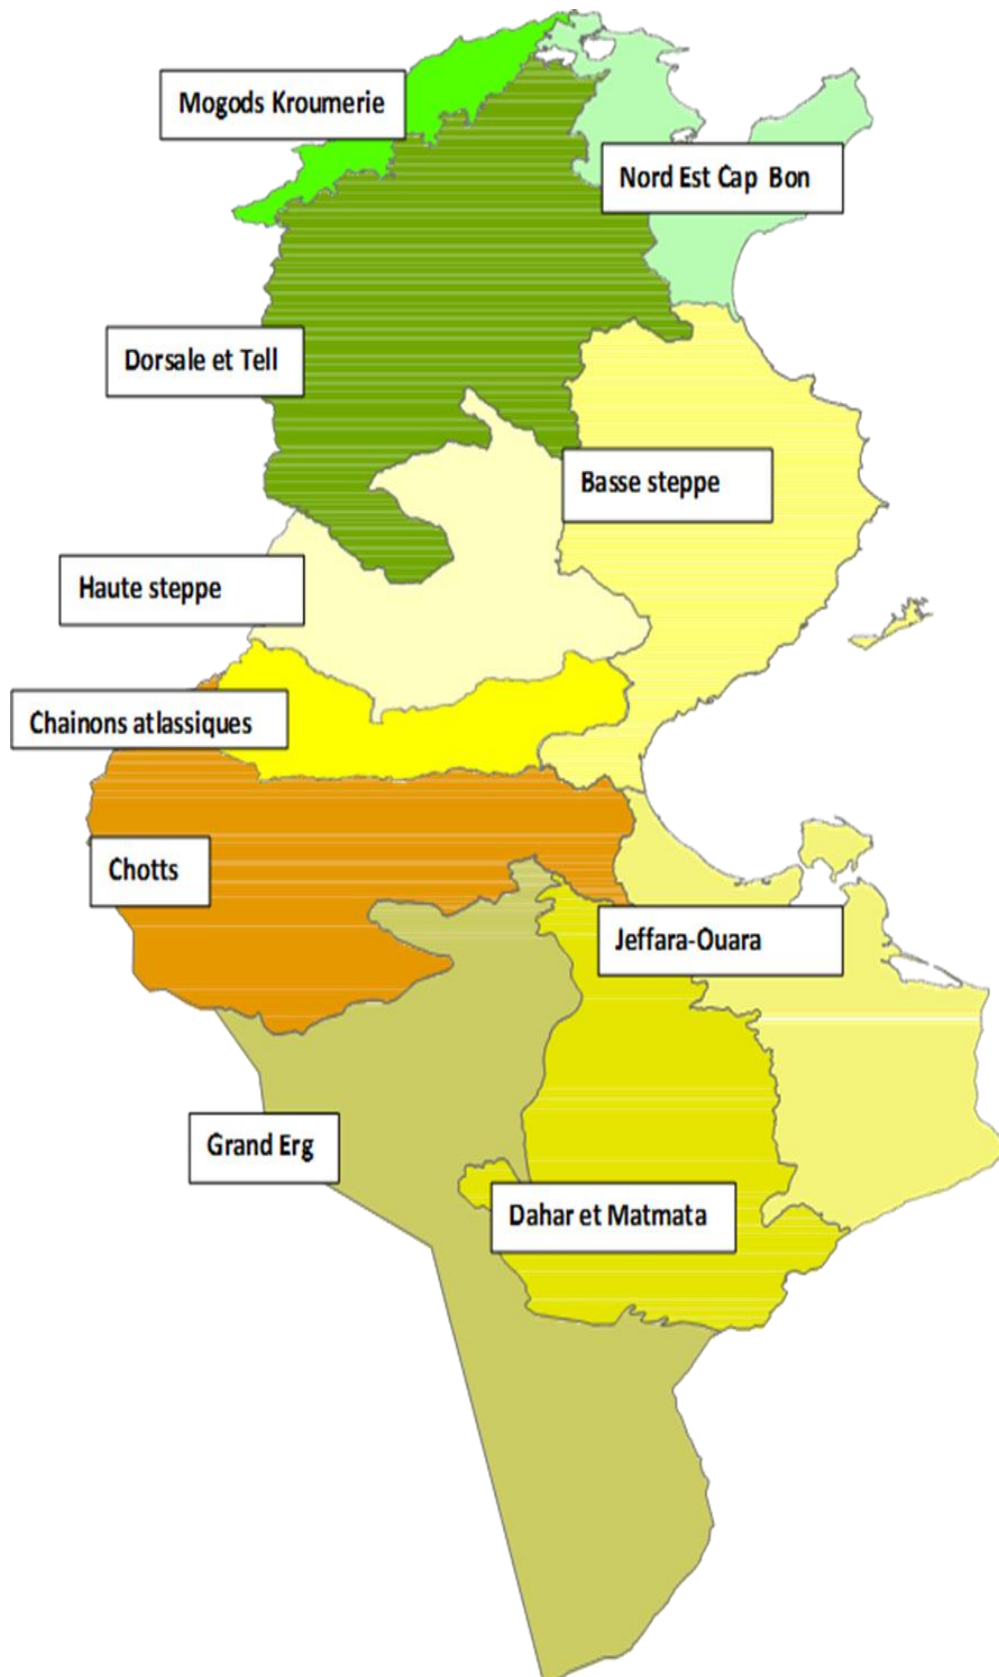 Mogods Kroumerie
Nord Est Cap Bon
Dorsale et Tell
Basse steppe
Haute steppe
Chainons atlassiques
Chotts
Jeffara-Ouara
Grand Erg
Dahar et Matmata